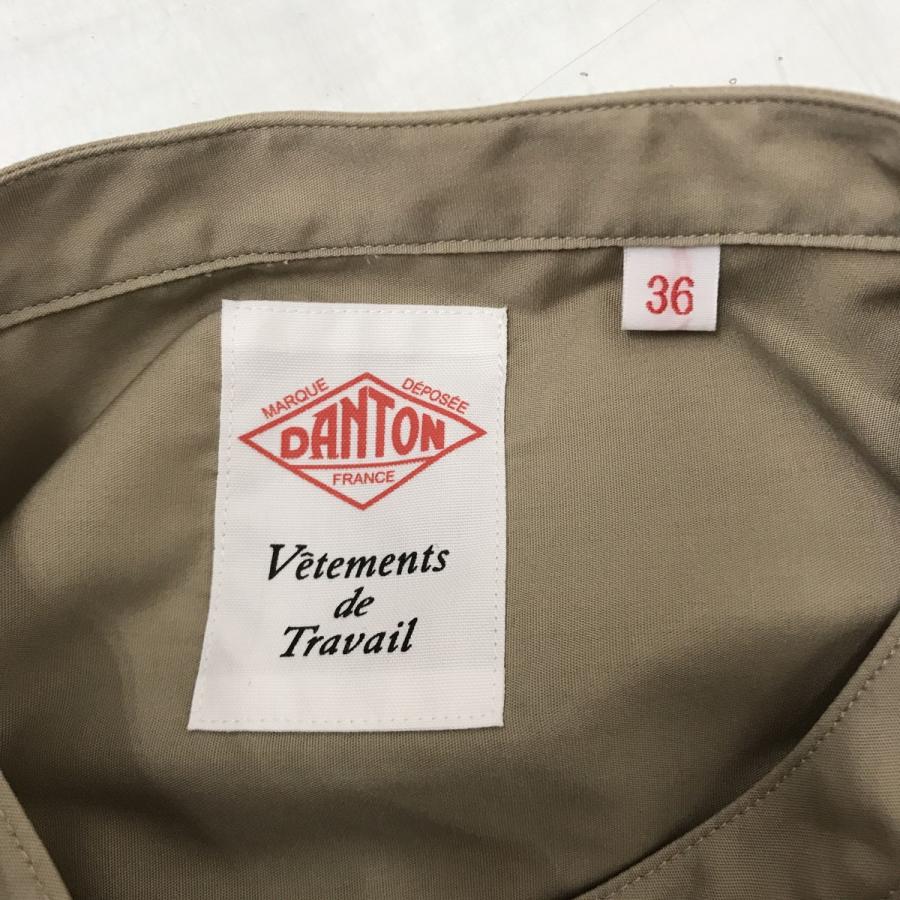 36
MARQUE DÉPOSÉE
DANTON
FRANCE
Vêtements
de
Travail